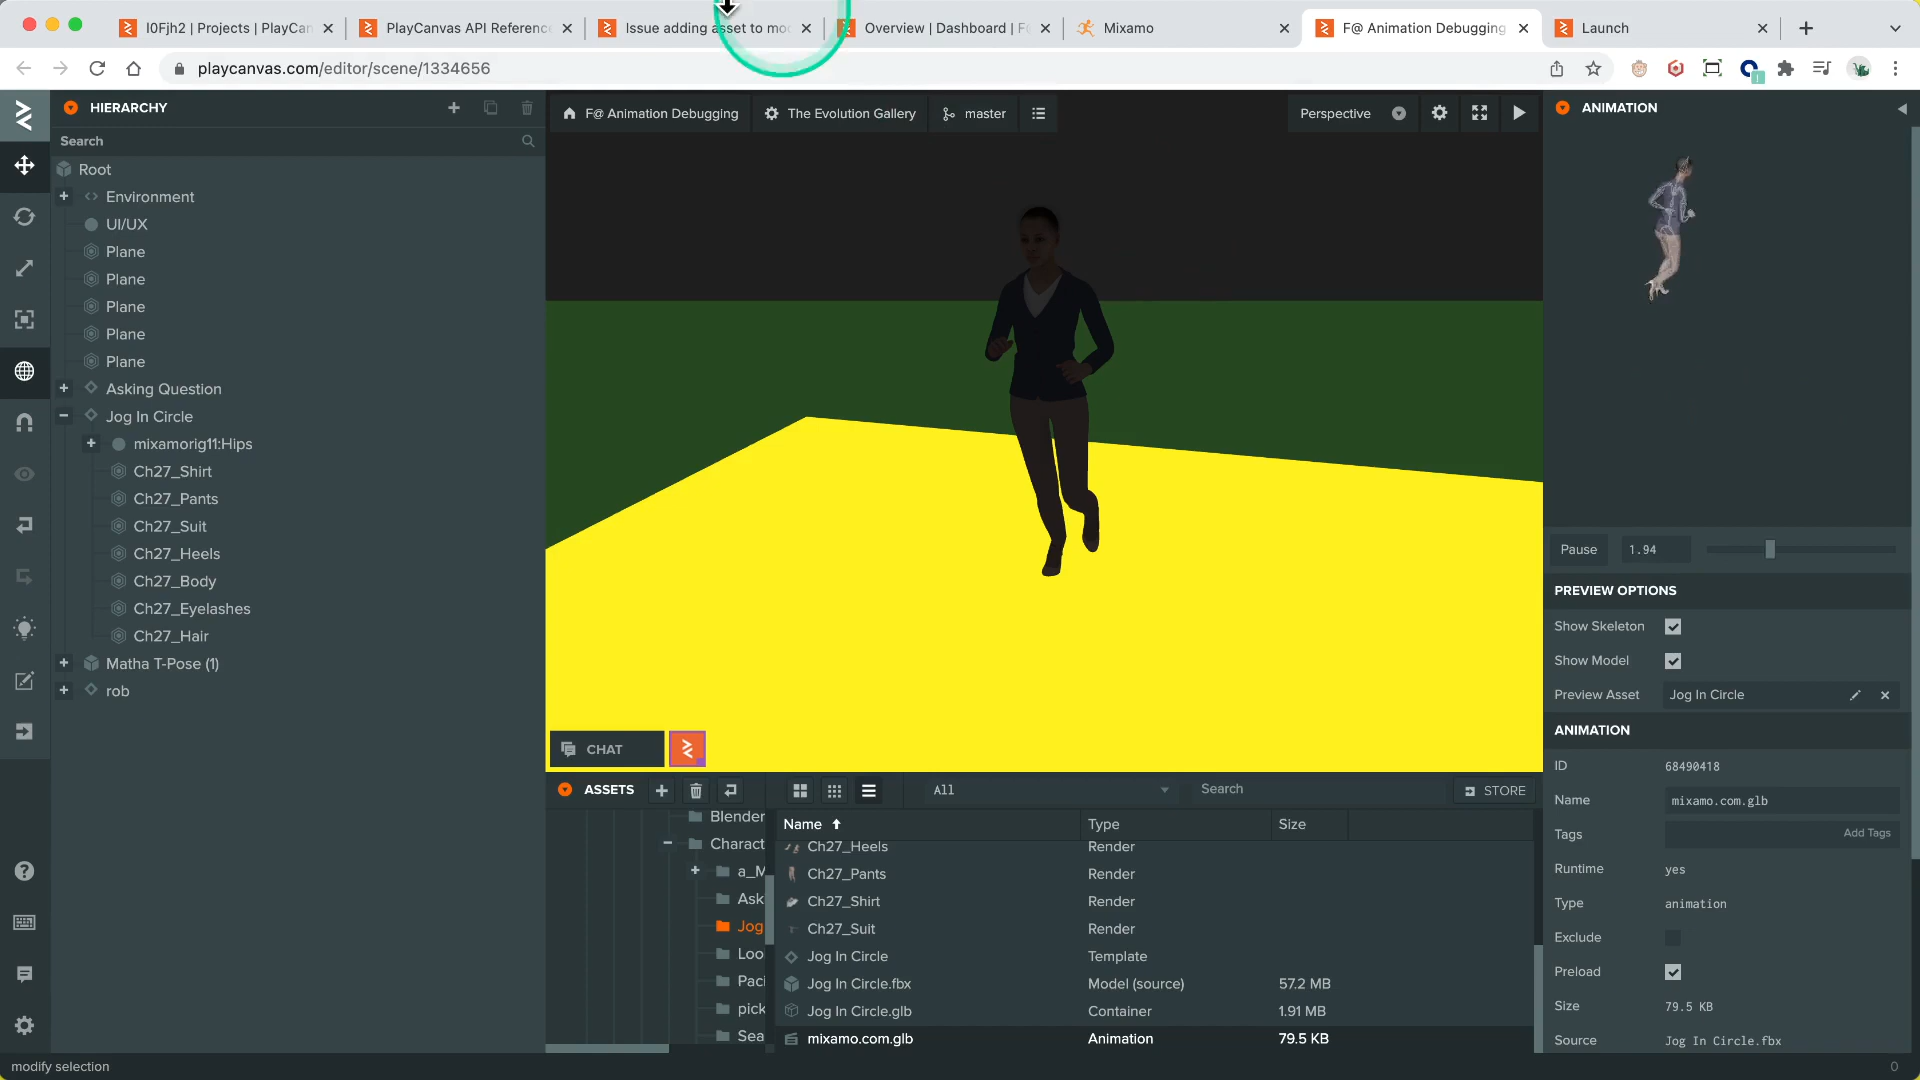 I0Fjh2 | Projects | PlayCan
PlayCanvas API Reference
Issue adding asset to mod
Overview | Dashboard | F@
Mixamo
F@ Animation Debugging
Launch
playcanvas.com/editor/scene/1334656
HIERARCHY
Search
Root
Environment
UI/UX
Plane
Plane
Plane
Plane
Plane
Asking Question
Jog In Circle
mixamorig11:Hips
Ch27_Shirt
Ch27_Pants
Ch27_Suit
Ch27_Heels
Ch27_Body
Ch27_Eyelashes
Ch27_Hair
Matha T-Pose (1)
rob
F@ Animation Debugging
The Evolution Gallery
master
Perspective
CHAT
ASSETS
All
Search
STORE
Blender
Charact
a_M
Ask
Jog
Loo
Paci
pick
Sea
Name
Type
Size
Ch27_Heels Render
Ch27_Pants Render
Ch27_Shirt Render
Ch27_Suit Render
Jog In Circle Template
Jog In Circle.fbx Model (source) 57.2 MB
Jog In Circle.glb Container 1.91 MB
mixamo.com.glb Animation 79.5 KB
ANIMATION
Pause 1.94
PREVIEW OPTIONS
Show Skeleton
Show Model
Preview Asset Jog In Circle
ANIMATION
ID 68490418
Name mixamo.com.glb
Tags Add Tags
Runtime yes
Type animation
Exclude
Preload
Size 79.5 KB
Source Jog In Circle.fbx
modify selection 0